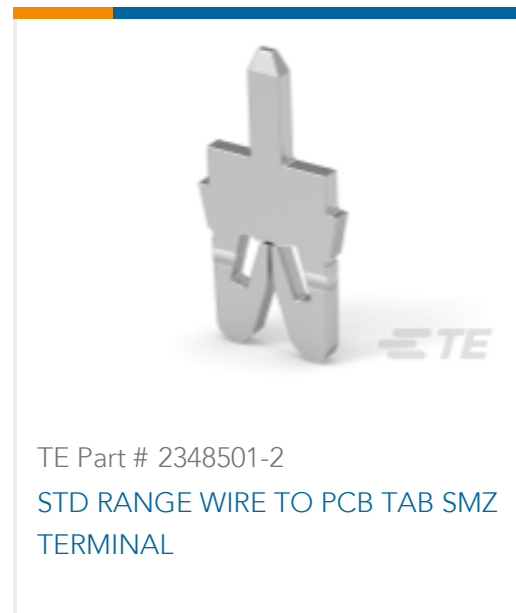 TE
TE Part # 2348501-2
STD RANGE WIRE TO PCB TAB SMZ
TERMINAL